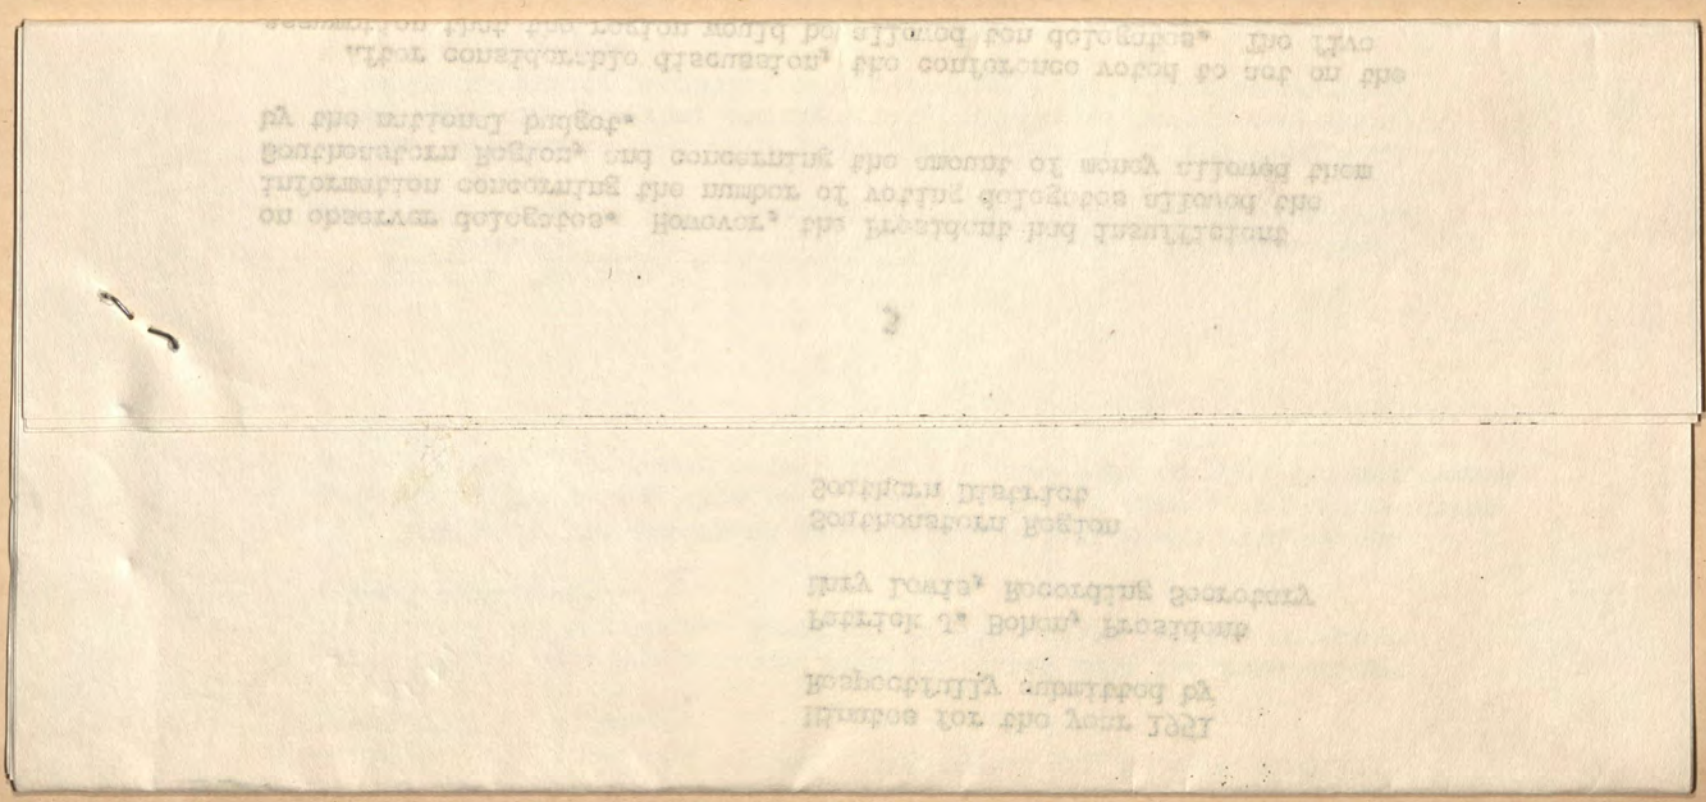 Minutes for the year 1951
Respectfully submitted by
Patrick J. Bohan, President
Mary Lewis, Recording Secretary
Southeastern Region
Southern District
3
on observer delegates. However, the President had insufficient
information concerning the number of voting delegates allowed the
Southeastern Region, and concerning the amount of money allowed them
by the national budget.
After considerable discussion, the conference voted to act on the
assumption that the region would be allowed ten delegates. The five